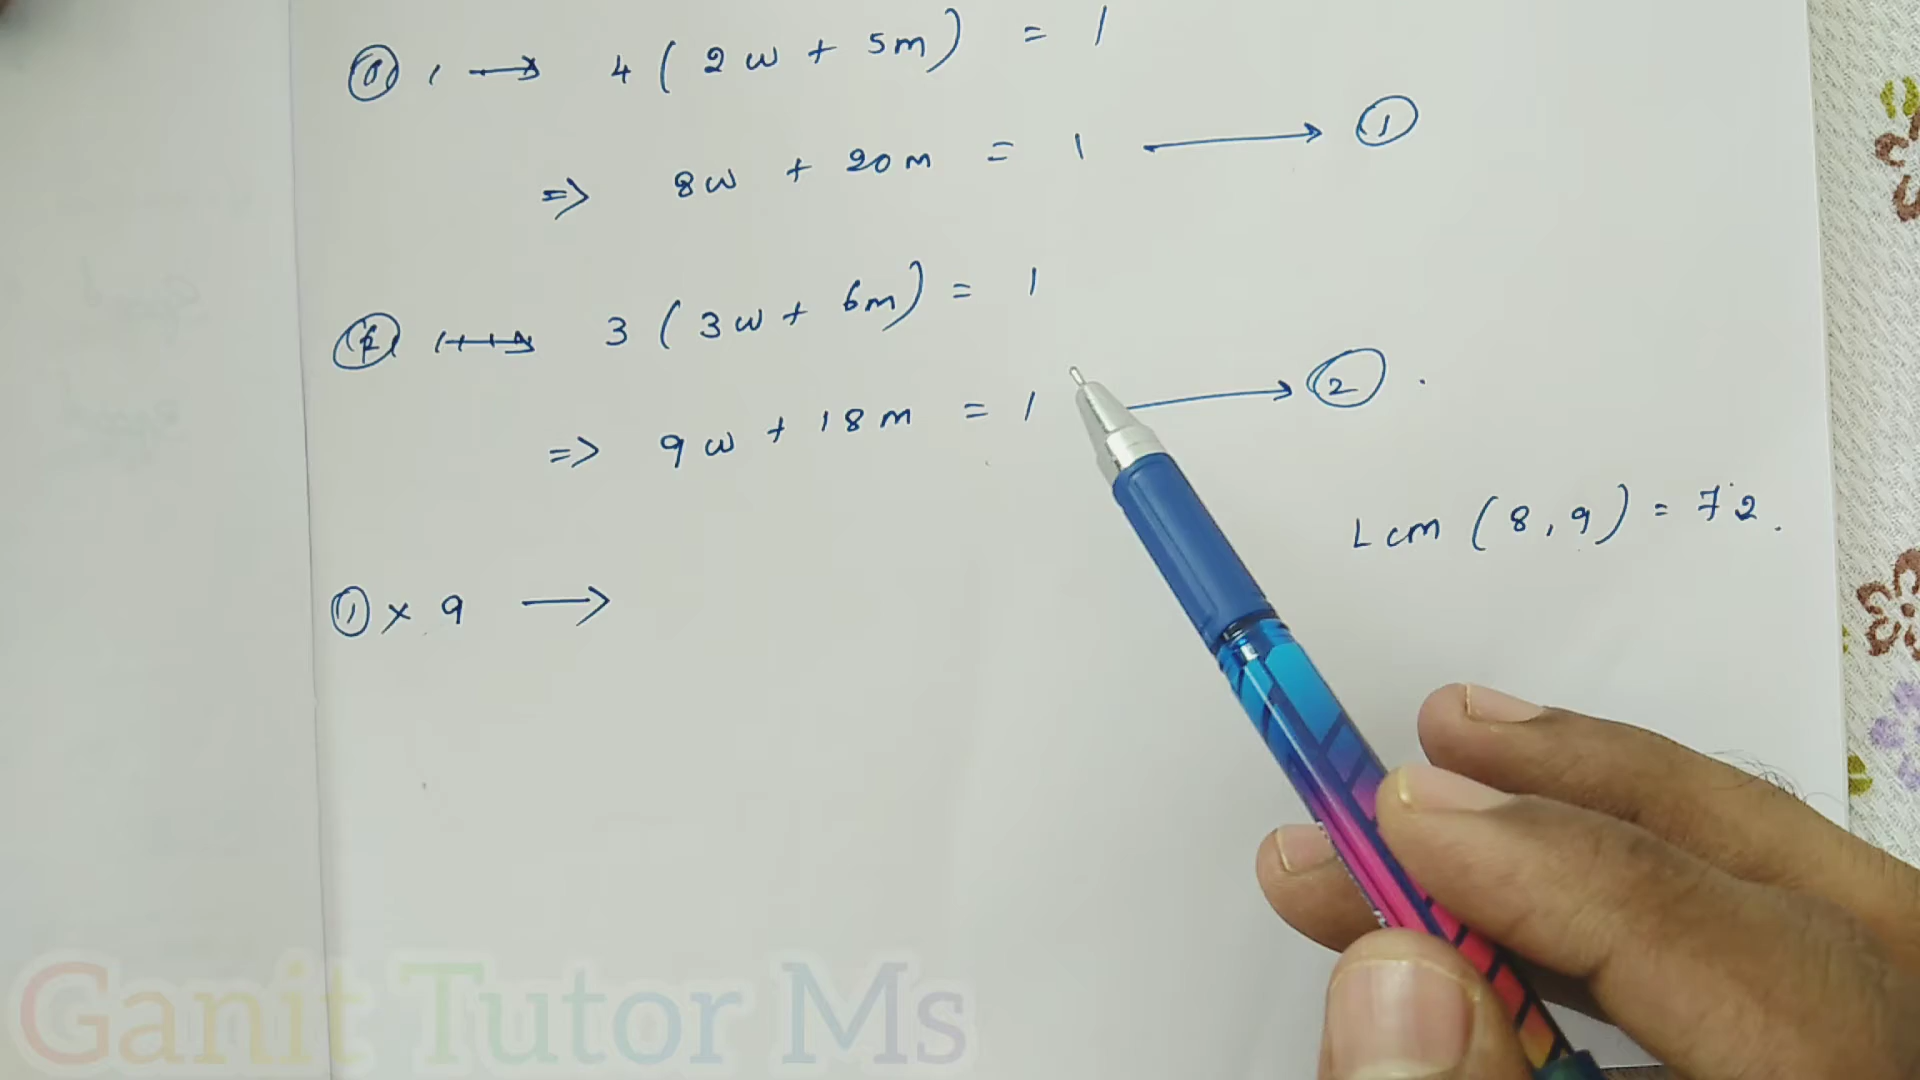 ① 1 → 4 ( 2w + 5m ) = 1
⇒ 8w + 20m = 1 → ①
1 → 3 ( 3w + 6m ) = 1
⇒ 9w + 18m = 1 → ② .
Lcm ( 8 , 9 ) = 72 .
① × 9 →
Ganit Tutor Ms